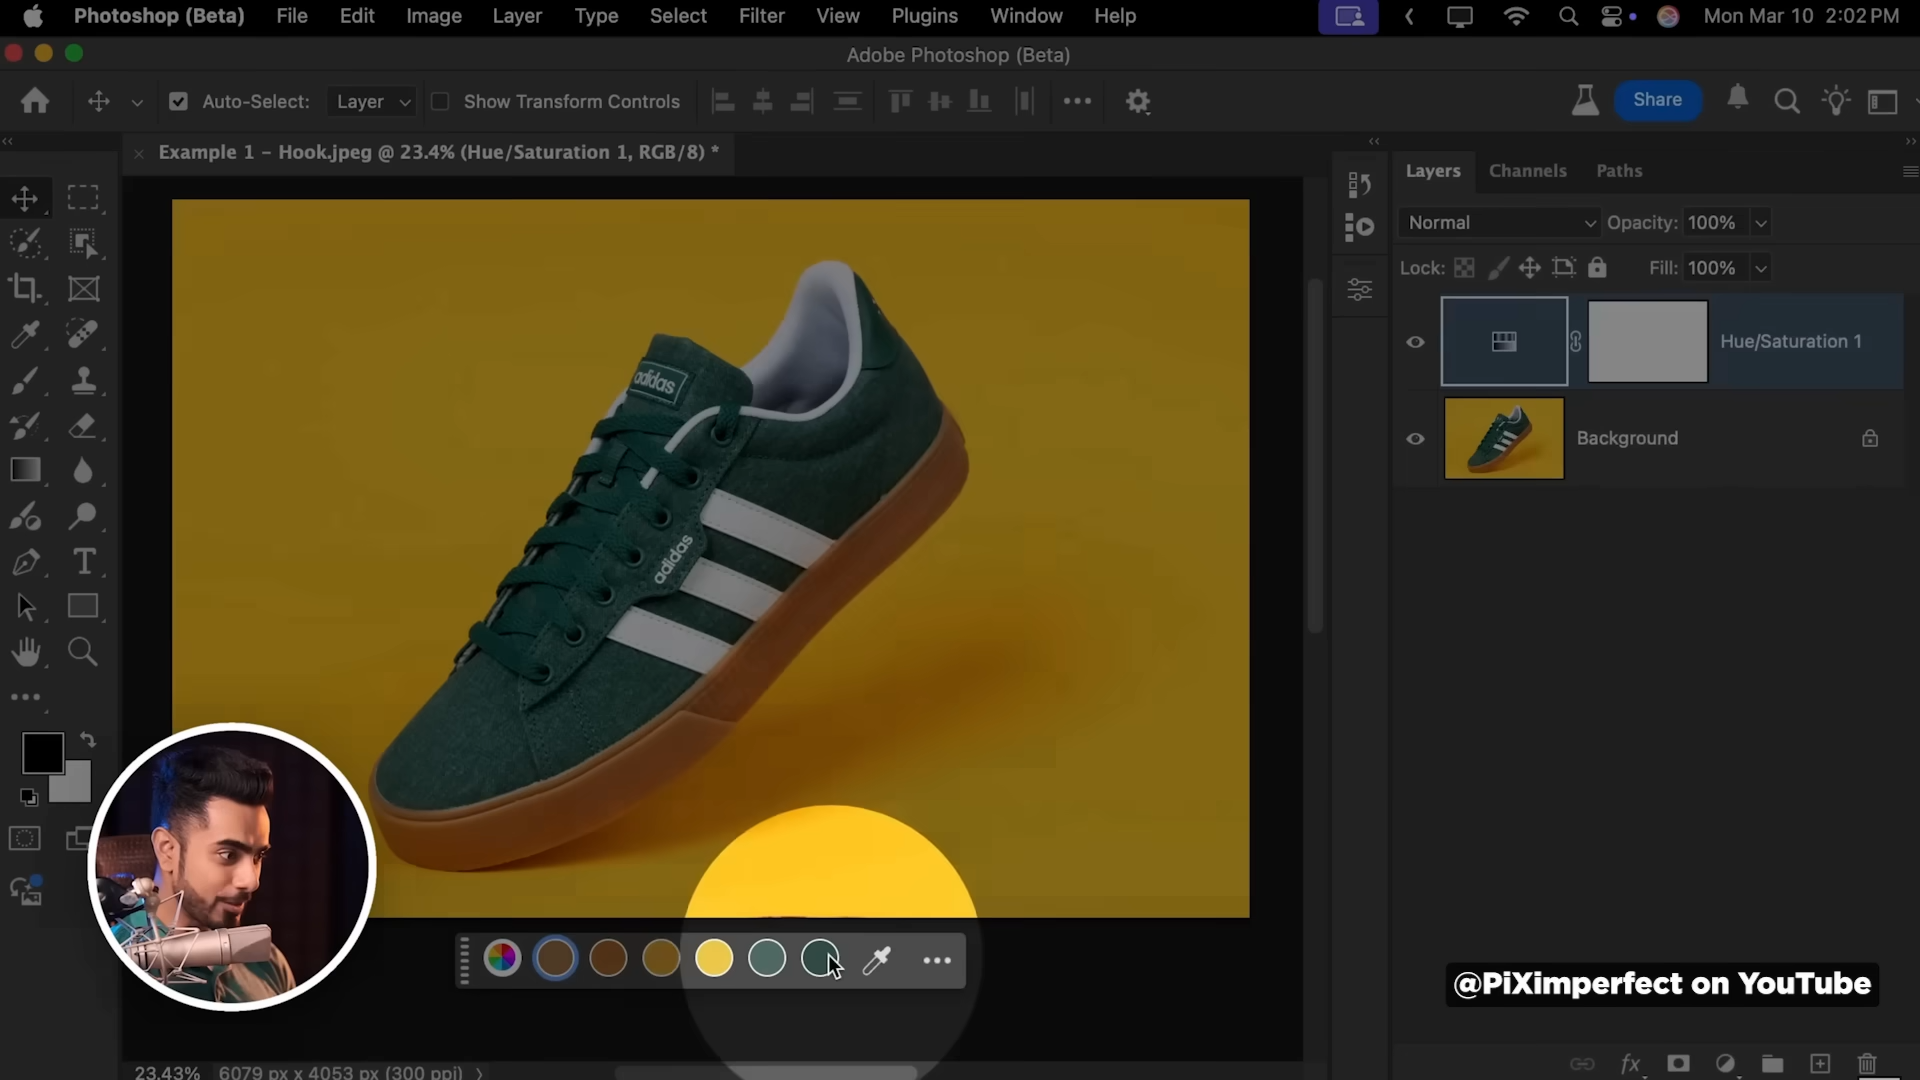 Photoshop (Beta) File Edit Image Layer Type Select Filter View Plugins Window Help Mon Mar 10 2:02 PM
Adobe Photoshop (Beta)
Auto-Select: Layer Show Transform Controls Share
Example 1 – Hook.jpeg @ 23.4% (Hue/Saturation 1, RGB/8) *
Layers Channels Paths
Normal Opacity: 100%
Lock: Fill: 100%
Hue/Saturation 1
Background
adidas
adidas
@PiXimperfect on YouTube
23.43% 6079 px x 4053 px (300 ppi)